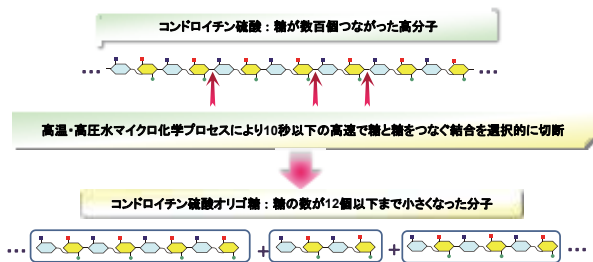 コンドロイチン硫酸：糖が数百個つながった高分子
高温・高圧水マイクロ化学プロセスにより10秒以下の高速で糖と糖をつなぐ結合を選択的に切断
コンドロイチン硫酸オリゴ糖：糖の数が12個以下まで小さくなった分子